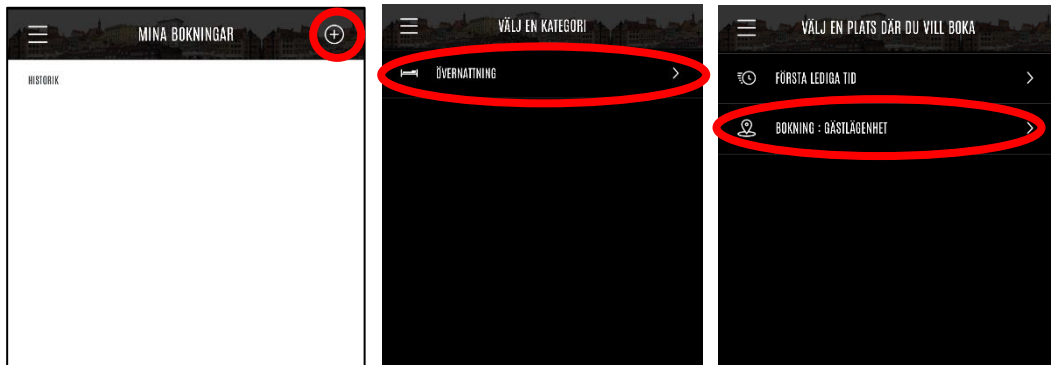 MINA BOKNINGAR
HISTORIK
VÄLJ EN KATEGORI
ÖVERNATTNING
VÄLJ EN PLATS DÄR DU VILL BOKA
FÖRSTA LEDIGA TID
BOKNING : GÄSTLÄGENHET